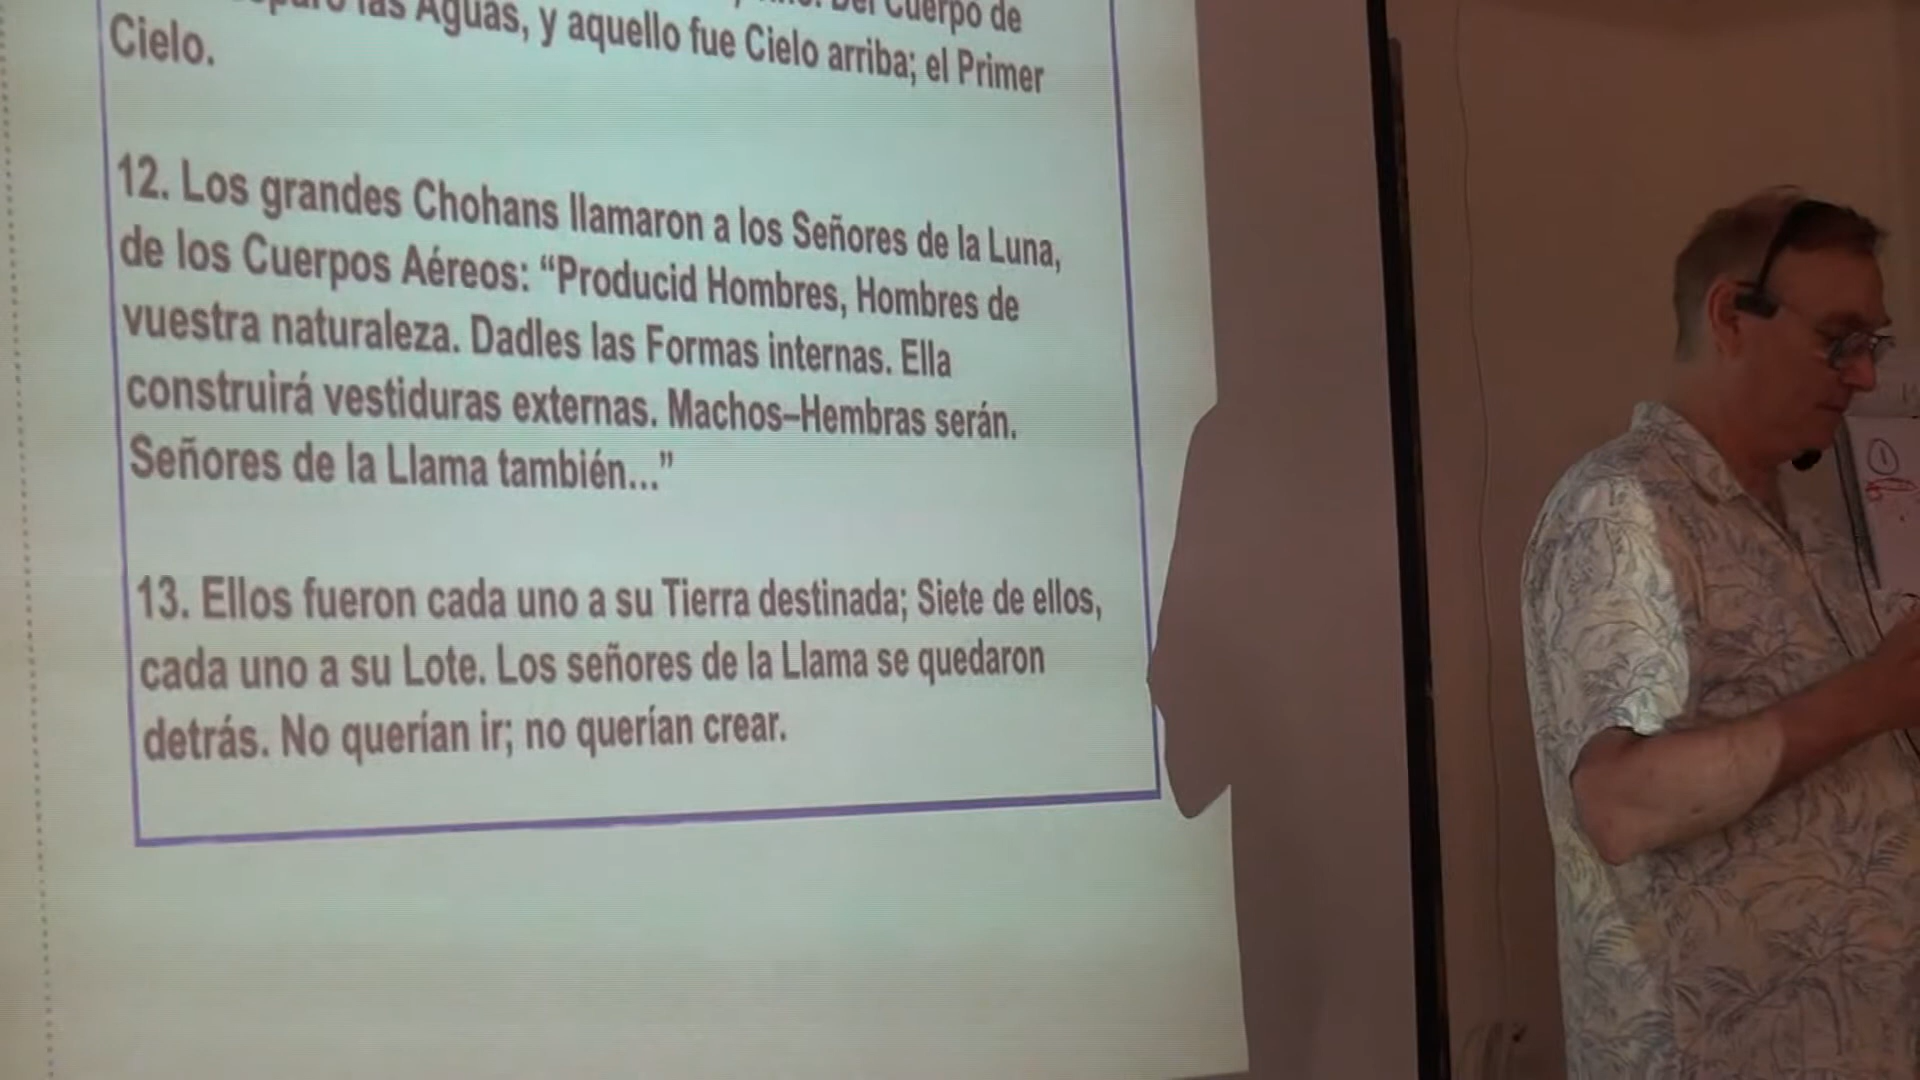 las Aguas, y aquello fue Cielo arriba; el Primer
Cielo.
12. Los grandes Chohans llamaron a los Señores de la Luna,
de los Cuerpos Aéreos: “Producid Hombres, Hombres de
vuestra naturaleza. Dadles las Formas internas. Ella
construirá vestiduras externas. Machos–Hembras serán.
Señores de la Llama también...”
13. Ellos fueron cada uno a su Tierra destinada; Siete de ellos,
cada uno a su Lote. Los señores de la Llama se quedaron
detrás. No querían ir; no querían crear.
1